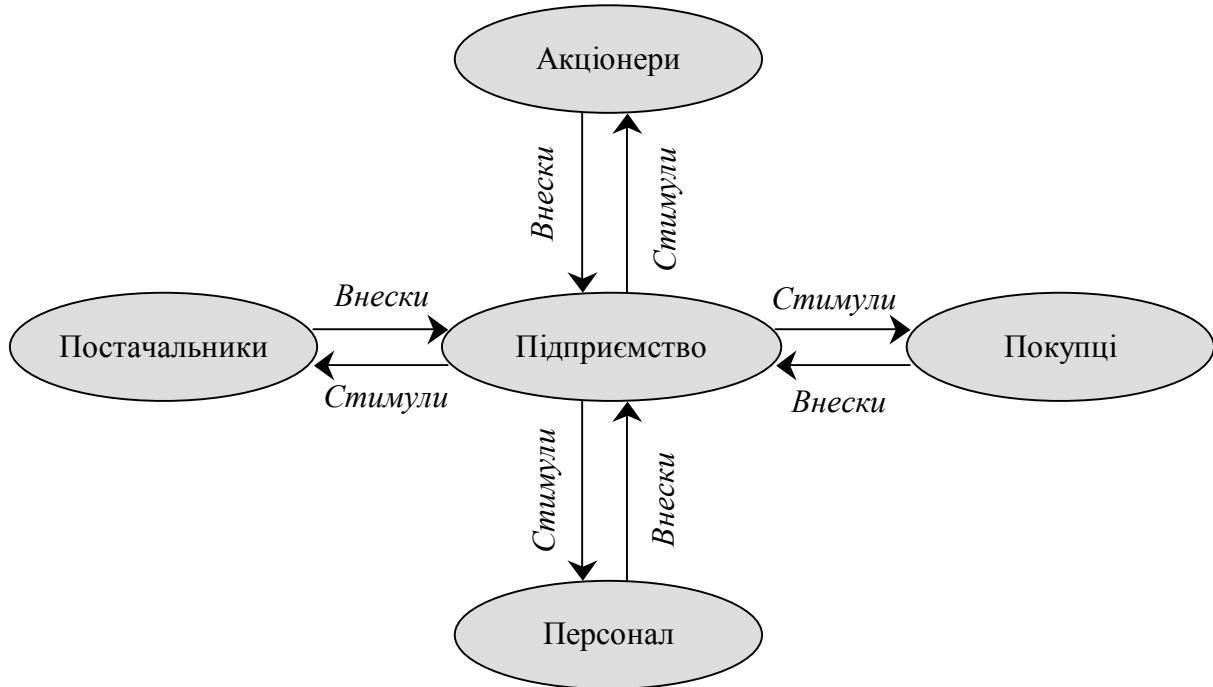 Акціонери
Внески
Стимули
Внески
Стимули
Постачальники
Підприємство
Покупці
Стимули
Внески
Стимули
Внески
Персонал